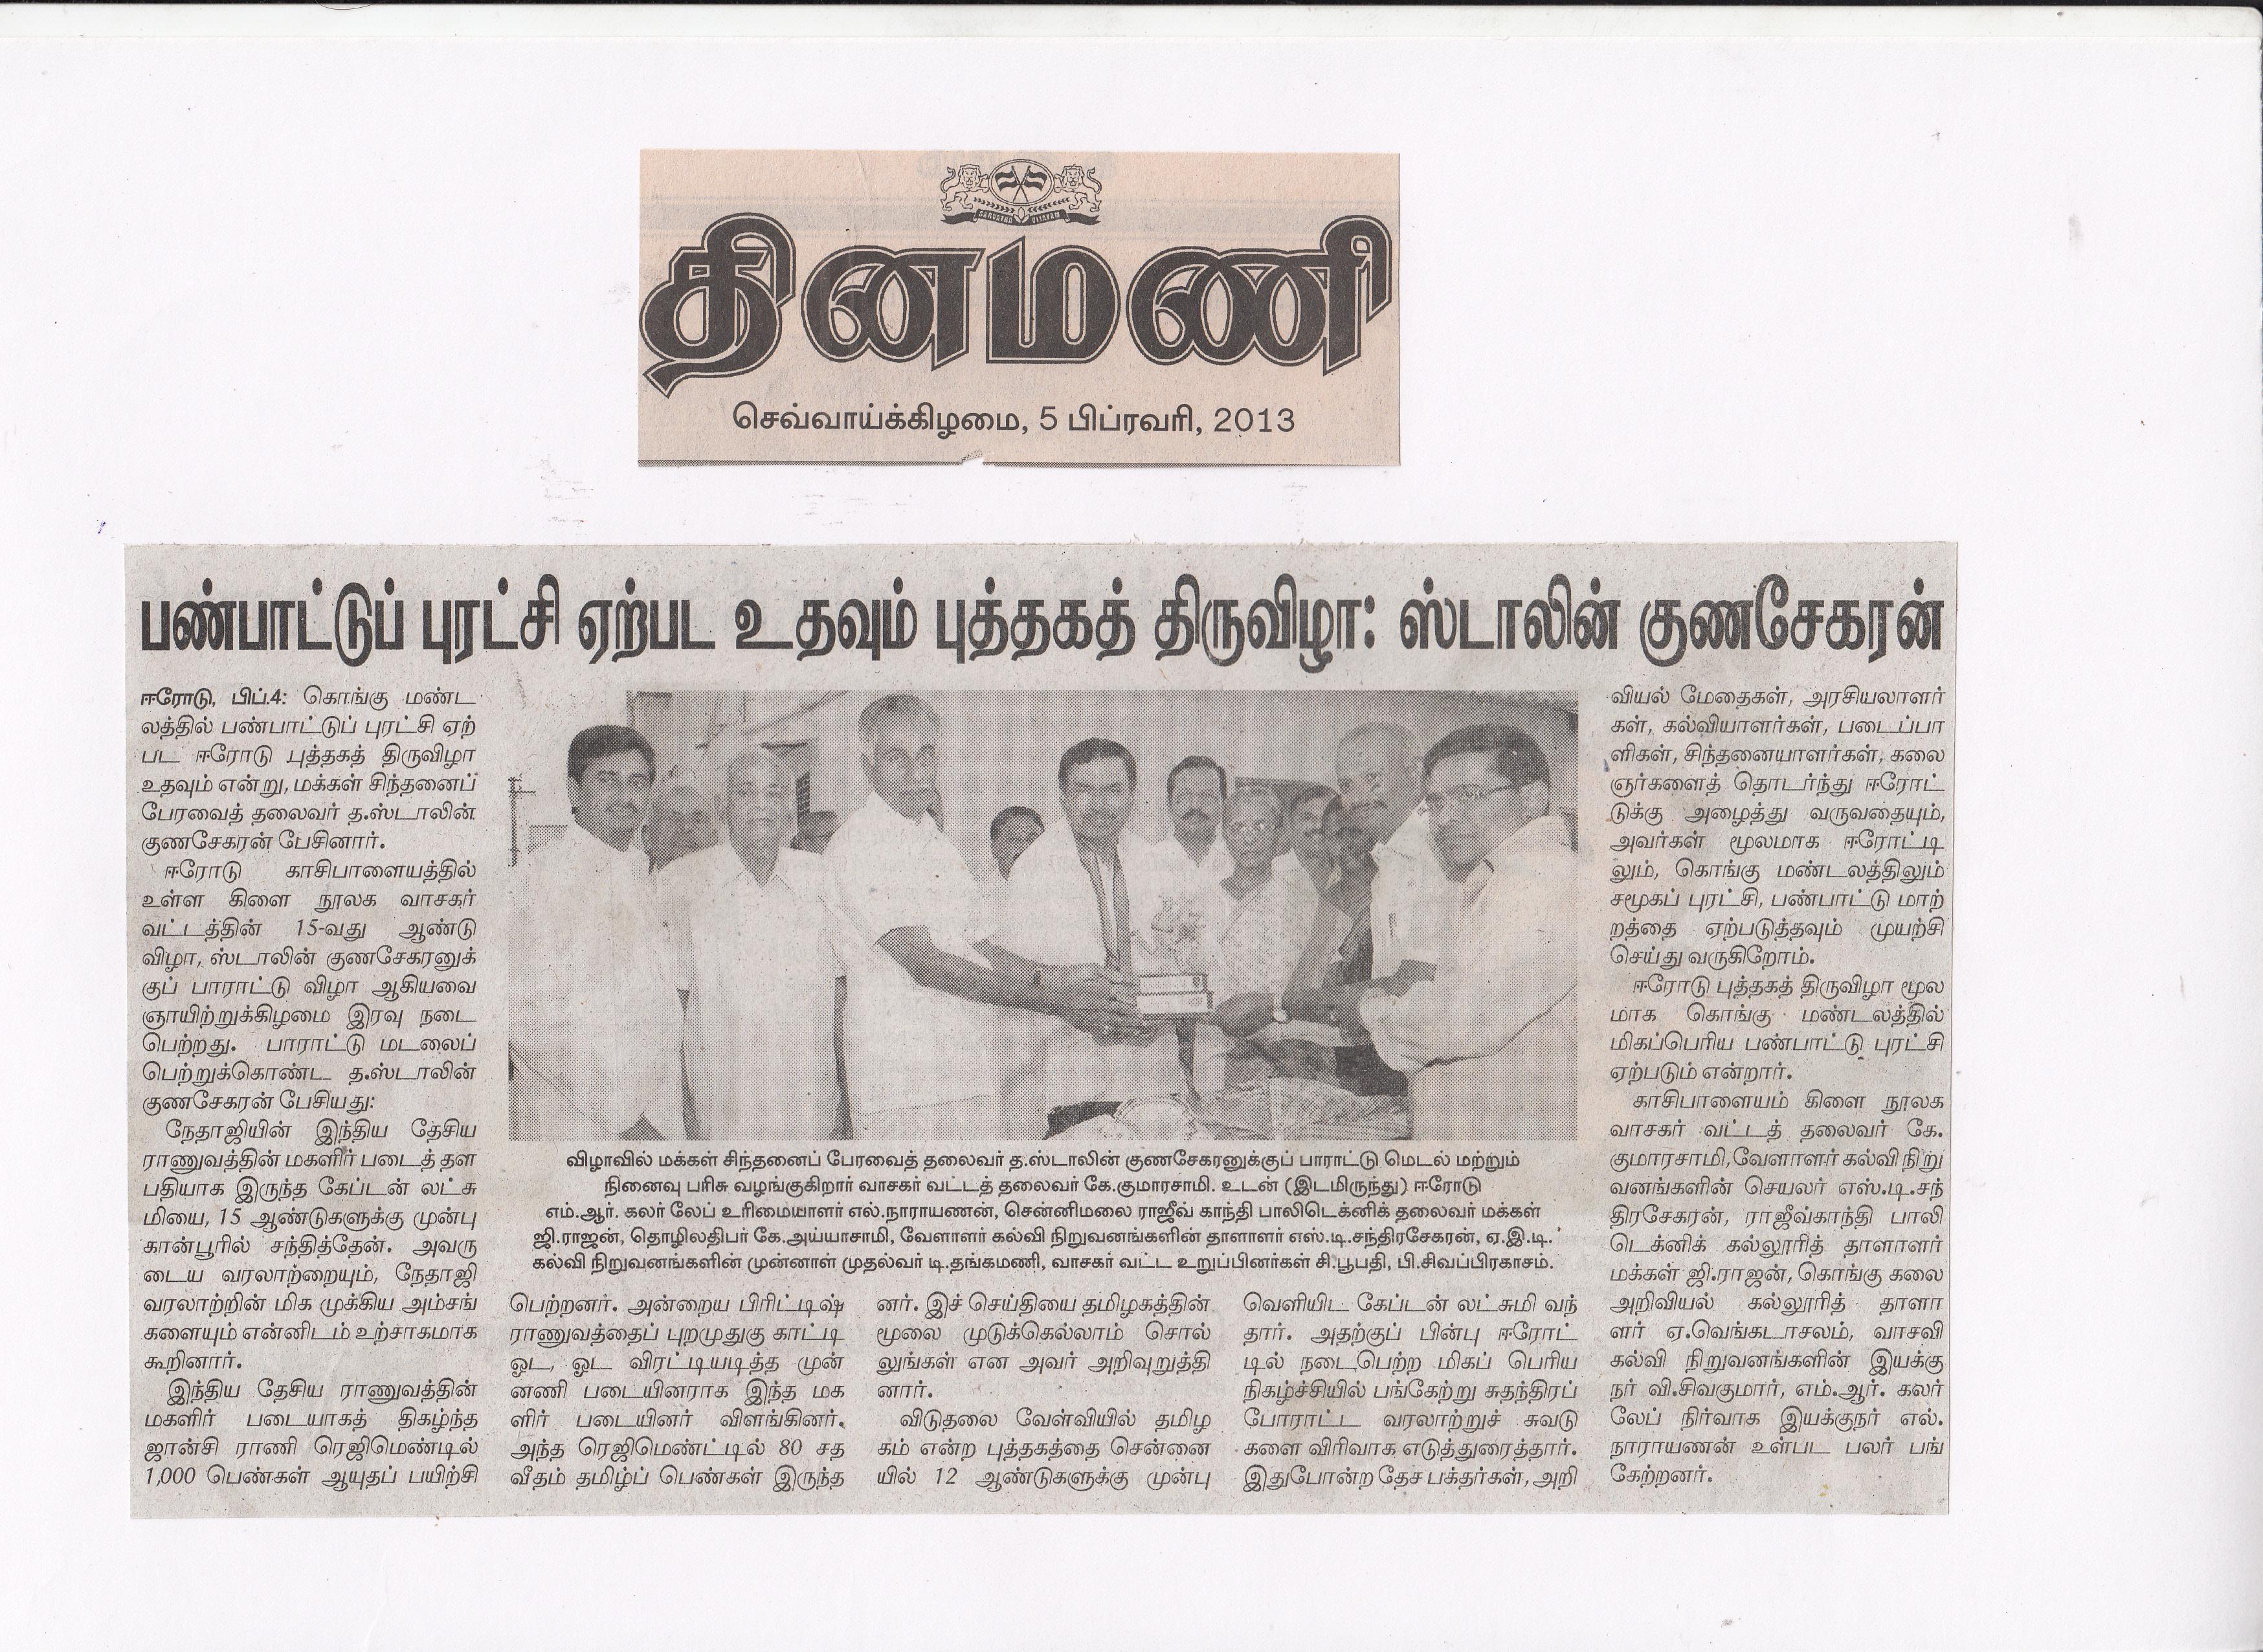 தினமணி
செவ்வாய்க்கிழமை, 5 பிப்ரவரி, 2013
பண்பாட்டுப் புரட்சி ஏற்பட உதவும் புத்தகத் திருவிழா: ஸ்டாலின் குணசேகரன்
ஈரோடு, பிப்.4: கொங்கு மண்ட
லத்தில் பண்பாட்டுப் புரட்சி ஏற்
பட ஈரோடு புத்தகத் திருவிழா
உதவும் என்று, மக்கள் சிந்தனைப்
பேரவைத் தலைவர் த.ஸ்டாலின்
குணசேகரன் பேசினார்.
ஈரோடு காசிபாளையத்தில்
உள்ள கிளை நூலக வாசகர்
வட்டத்தின் 15-வது ஆண்டு
விழா, ஸ்டாலின் குணசேகரனுக்
குப் பாராட்டு விழா ஆகியவை
ஞாயிற்றுக்கிழமை இரவு நடை
பெற்றது. பாராட்டு மடலைப்
பெற்றுக்கொண்ட த.ஸ்டாலின்
குணசேகரன் பேசியது:
நேதாஜியின் இந்திய தேசிய
ராணுவத்தின் மகளிர் படைத் தள
பதியாக இருந்த கேப்டன் லட்சு
மியை, 15 ஆண்டுகளுக்கு முன்பு
கான்பூரில் சந்தித்தேன். அவரு
டைய வரலாற்றையும், நேதாஜி
வரலாற்றின் மிக முக்கிய அம்சங்
களையும் என்னிடம் உற்சாகமாக
கூறினார்.
இந்திய தேசிய ராணுவத்தின்
மகளிர் படையாகத் திகழ்ந்த
ஜான்சி ராணி ரெஜிமெண்டில்
1,000 பெண்கள் ஆயுதப் பயிற்சி
விழாவில் மக்கள் சிந்தனைப் பேரவைத் தலைவர் த.ஸ்டாலின் குணசேகரனுக்குப் பாராட்டு மெடல் மற்றும்
நினைவு பரிசு வழங்குகிறார் வாசகர் வட்டத் தலைவர் கே.குமாரசாமி. உடன் (இடமிருந்து) ஈரோடு
எம்.ஆர். கலர் லேப் உரிமையாளர் எல்.நாராயணன், சென்னிமலை ராஜீவ் காந்தி பாலிடெக்னிக் தலைவர் மக்கள்
ஜி.ராஜன், தொழிலதிபர் கே.அய்யாசாமி, வேளாளர் கல்வி நிறுவனங்களின் தாளாளர் எஸ்.டி.சந்திரசேகரன், ஏ.இ.டி.
கல்வி நிறுவனங்களின் முன்னாள் முதல்வர் டி.தங்கமணி, வாசகர் வட்ட உறுப்பினர்கள் சி.பூபதி, பி.சிவப்பிரகாசம்.
பெற்றனர். அன்றைய பிரிட்டிஷ்
ராணுவத்தைப் புறமுதுகு காட்டி
ஓட, ஓட விரட்டியடித்த முன்
னணி படையினராக இந்த மக
ளிர் படையினர் விளங்கினர்.
அந்த ரெஜிமெண்ட்டில் 80 சத
வீதம் தமிழ்ப் பெண்கள் இருந்த
னர். இச் செய்தியை தமிழகத்தின்
மூலை முடுக்கெல்லாம் சொல்
லுங்கள் என அவர் அறிவுறுத்தி
னார்.
விடுதலை வேள்வியில் தமிழ
கம் என்ற புத்தகத்தை சென்னை
யில் 12 ஆண்டுகளுக்கு முன்பு
வெளியிட கேப்டன் லட்சுமி வந்
தார். அதற்குப் பின்பு ஈரோட்
டில் நடைபெற்ற மிகப் பெரிய
நிகழ்ச்சியில் பங்கேற்று சுதந்திரப்
போராட்ட வரலாற்றுச் சுவடு
களை விரிவாக எடுத்துரைத்தார்.
இதுபோன்ற தேச பக்தர்கள், அறி
வியல் மேதைகள், அரசியலாளர்
கள், கல்வியாளர்கள், படைப்பா
ளிகள், சிந்தனையாளர்கள், கலை
ஞர்களைத் தொடர்ந்து ஈரோட்
டுக்கு அழைத்து வருவதையும்,
அவர்கள் மூலமாக ஈரோட்டி
லும், கொங்கு மண்டலத்திலும்
சமூகப் புரட்சி, பண்பாட்டு மாற்
றத்தை ஏற்படுத்தவும் முயற்சி
செய்து வருகிறோம்.
ஈரோடு புத்தகத் திருவிழா மூல
மாக கொங்கு மண்டலத்தில்
மிகப்பெரிய பண்பாட்டு புரட்சி
ஏற்படும் என்றார்.
காசிபாளையம் கிளை நூலக
வாசகர் வட்டத் தலைவர் கே.
குமாரசாமி,வேளாளர் கல்வி நிறு
வனங்களின் செயலர் எஸ்.டி.சந்
திரசேகரன், ராஜீவ்காந்தி பாலி
டெக்னிக் கல்லூரித் தாளாளர்
மக்கள் ஜி.ராஜன், கொங்கு கலை
அறிவியல் கல்லூரித் தாளா
ளர் ஏ.வெங்கடாசலம், வாசவி
கல்வி நிறுவனங்களின் இயக்கு
நர் வி.சிவகுமார், எம்.ஆர். கலர்
லேப் நிர்வாக இயக்குநர் எல்.
நாராயணன் உள்பட பலர் பங்
கேற்றனர்.